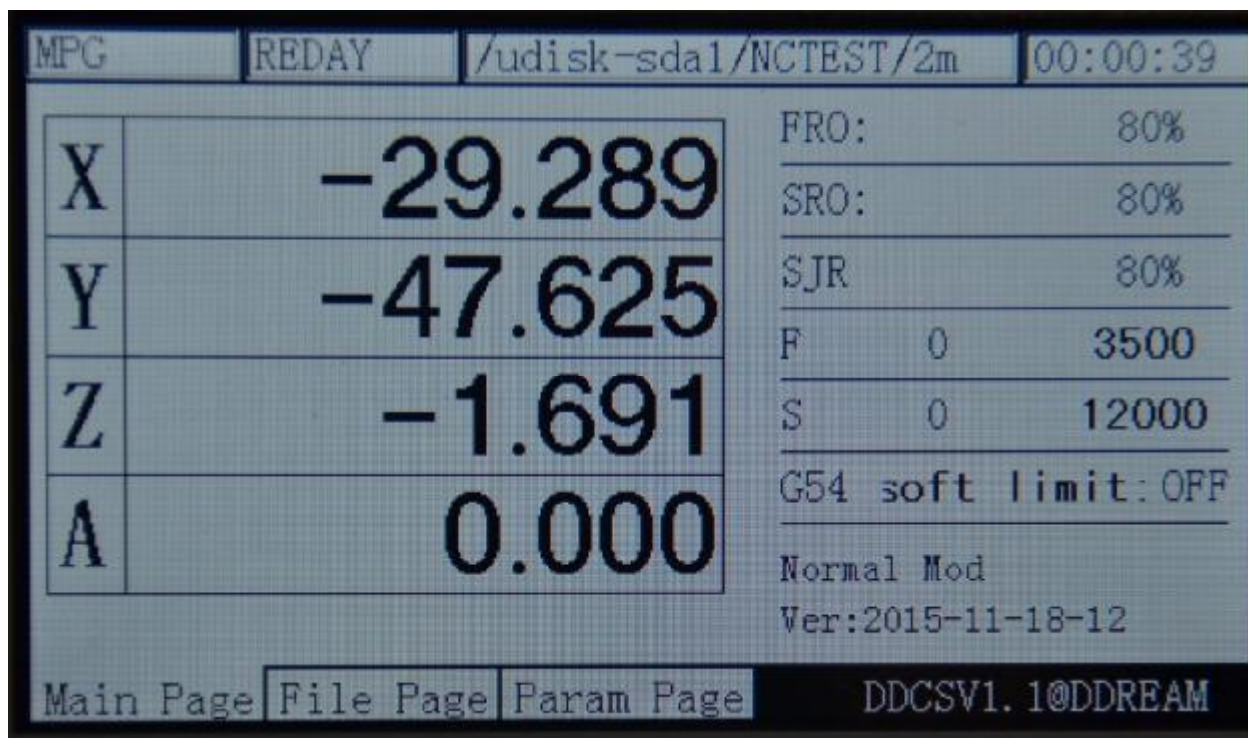 MPG REDAY /udisk-sda1/NCTEST/2m 00:00:39
X -29.289
Y -47.625
Z -1.691
A 0.000
FRO: 80%
SRO: 80%
SJR 80%
F 0 3500
S 0 12000
G54 soft limit:OFF
Normal Mod
Ver:2015-11-18-12
Main Page File Page Param Page DDCSV1.1@DDREAM